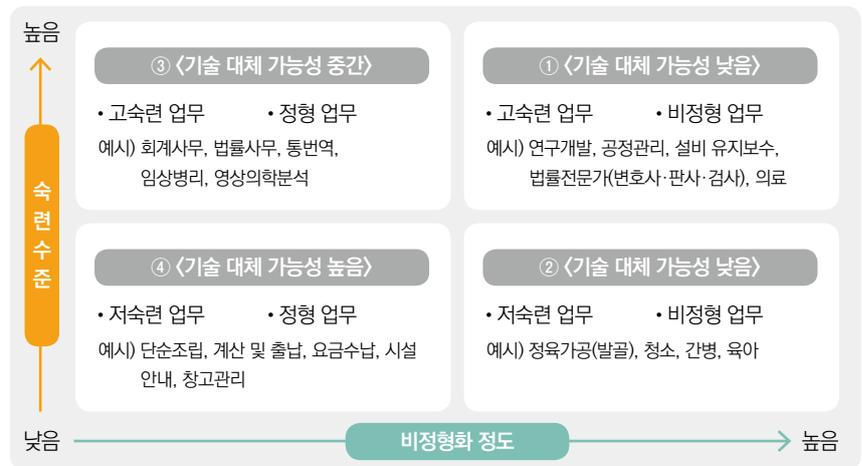 높음
③ 〈기술 대체 가능성 중간〉
• 고숙련 업무 • 정형 업무
예시) 회계사무, 법률사무, 통번역,
임상병리, 영상의학분석
① 〈기술 대체 가능성 낮음〉
• 고숙련 업무 • 비정형 업무
예시) 연구개발, 공정관리, 설비 유지보수,
법률전문가(변호사·판사·검사), 의료
숙
련
수
준
④ 〈기술 대체 가능성 높음〉
• 저숙련 업무 • 정형 업무
예시) 단순조립, 계산 및 출납, 요금수납, 시설
안내, 창고관리
② 〈기술 대체 가능성 낮음〉
• 저숙련 업무 • 비정형 업무
예시) 정육가공(발골), 청소, 간병, 육아
낮음
비정형화 정도
높음